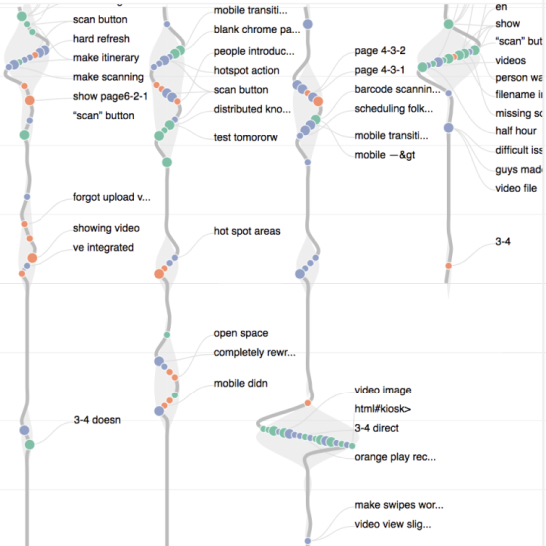 scan button
hard refresh
make itinerary
make scanning
show page6-2-1
“scan” button
forgot upload v...
showing video
ve integrated
3-4 doesn
mobile transiti...
blank chrome pa...
people introduc...
hotspot action
scan button
distributed kno...
test tomororw
hot spot areas
open space
completely rewr...
mobile didn
page 4-3-2
page 4-3-1
barcode scannin...
scheduling folk...
mobile transiti...
mobile —&gt
video image
html#kiosk>
3-4 direct
orange play rec...
make swipes wor...
video view slig...
en
show
“scan” but
videos
person wa
filename i
missing sc
half hour
difficult iss
guys made
video file
3-4